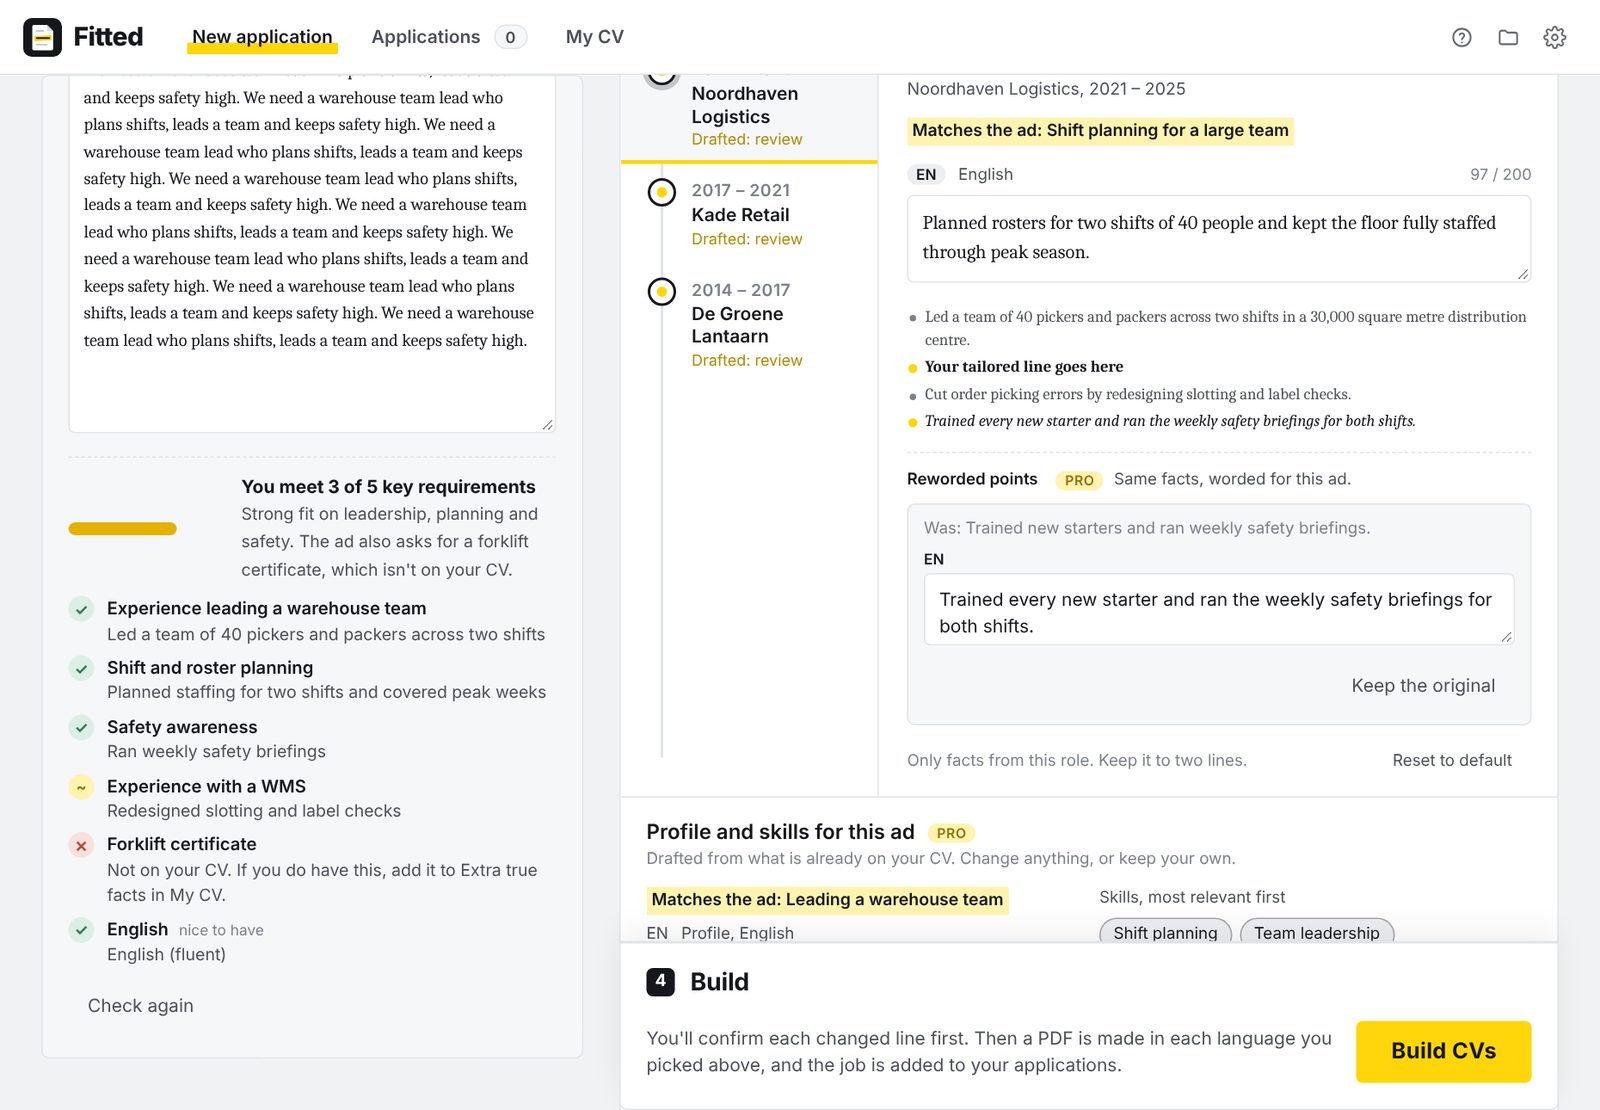 Fitted
New application
Applications 0
My CV
and keeps safety high. We need a warehouse team lead who
plans shifts, leads a team and keeps safety high. We need a
warehouse team lead who plans shifts, leads a team and keeps
safety high. We need a warehouse team lead who plans shifts,
leads a team and keeps safety high. We need a warehouse team
lead who plans shifts, leads a team and keeps safety high. We
need a warehouse team lead who plans shifts, leads a team and
keeps safety high. We need a warehouse team lead who plans
shifts, leads a team and keeps safety high. We need a warehouse
team lead who plans shifts, leads a team and keeps safety high.
You meet 3 of 5 key requirements
Strong fit on leadership, planning and
safety. The ad also asks for a forklift
certificate, which isn't on your CV.
Experience leading a warehouse team
Led a team of 40 pickers and packers across two shifts
Shift and roster planning
Planned staffing for two shifts and covered peak weeks
Safety awareness
Ran weekly safety briefings
~
Experience with a WMS
Redesigned slotting and label checks
Forklift certificate
Not on your CV. If you do have this, add it to Extra true
facts in My CV.
English nice to have
English (fluent)
Check again
Noordhaven
Logistics
Drafted: review
2017 – 2021
Kade Retail
Drafted: review
2014 – 2017
De Groene
Lantaarn
Drafted: review
Noordhaven Logistics, 2021 – 2025
Matches the ad: Shift planning for a large team
EN English 97 / 200
Planned rosters for two shifts of 40 people and kept the floor fully staffed
through peak season.
Led a team of 40 pickers and packers across two shifts in a 30,000 square metre distribution
centre.
Your tailored line goes here
Cut order picking errors by redesigning slotting and label checks.
Trained every new starter and ran the weekly safety briefings for both shifts.
Reworded points PRO Same facts, worded for this ad.
Was: Trained new starters and ran weekly safety briefings.
EN
Trained every new starter and ran the weekly safety briefings for
both shifts.
Keep the original
Only facts from this role. Keep it to two lines. Reset to default
Profile and skills for this ad PRO
Drafted from what is already on your CV. Change anything, or keep your own.
Matches the ad: Leading a warehouse team
EN Profile, English
Skills, most relevant first
Shift planning Team leadership
4 Build
You'll confirm each changed line first. Then a PDF is made in each language you
picked above, and the job is added to your applications.
Build CVs